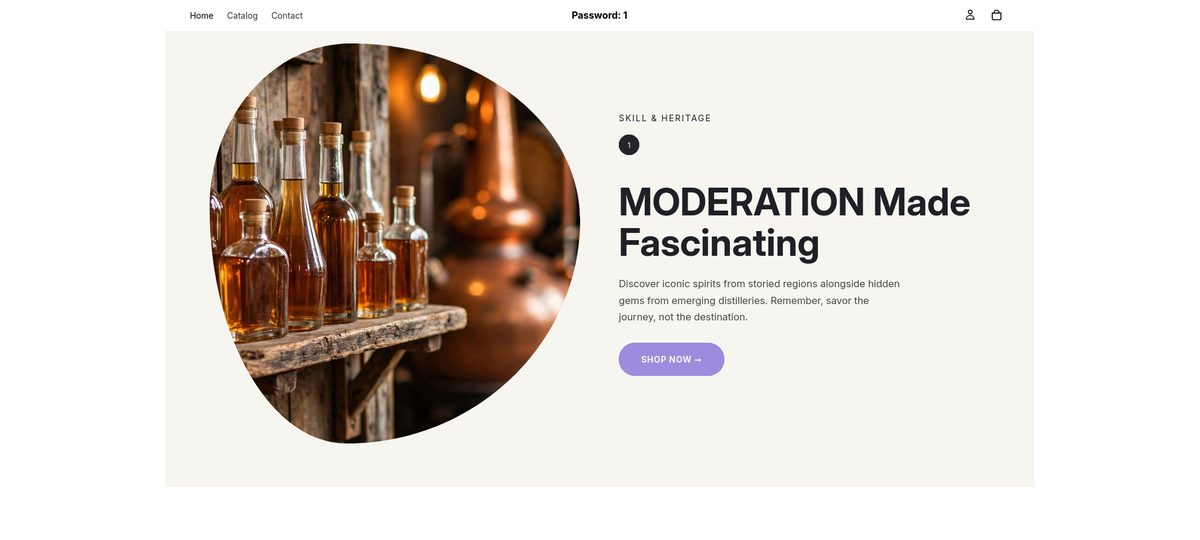 Home Catalog Contact Password: 1
SKILL & HERITAGE
1
MODERATION Made
Fascinating
Discover iconic spirits from storied regions alongside hidden
gems from emerging distilleries. Remember, savor the
journey, not the destination.
SHOP NOW →